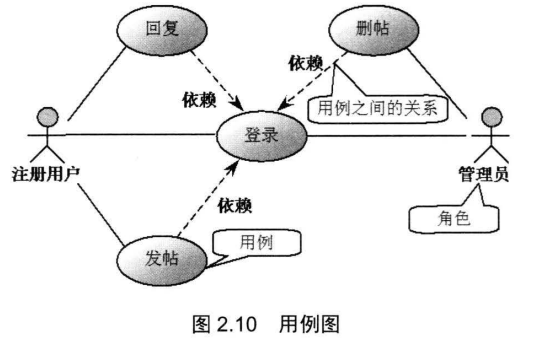 回复
删帖
依赖
依赖
用例之间的关系
登录
注册用户
管理员
依赖
角色
用例
发帖
图 2.10 用例图